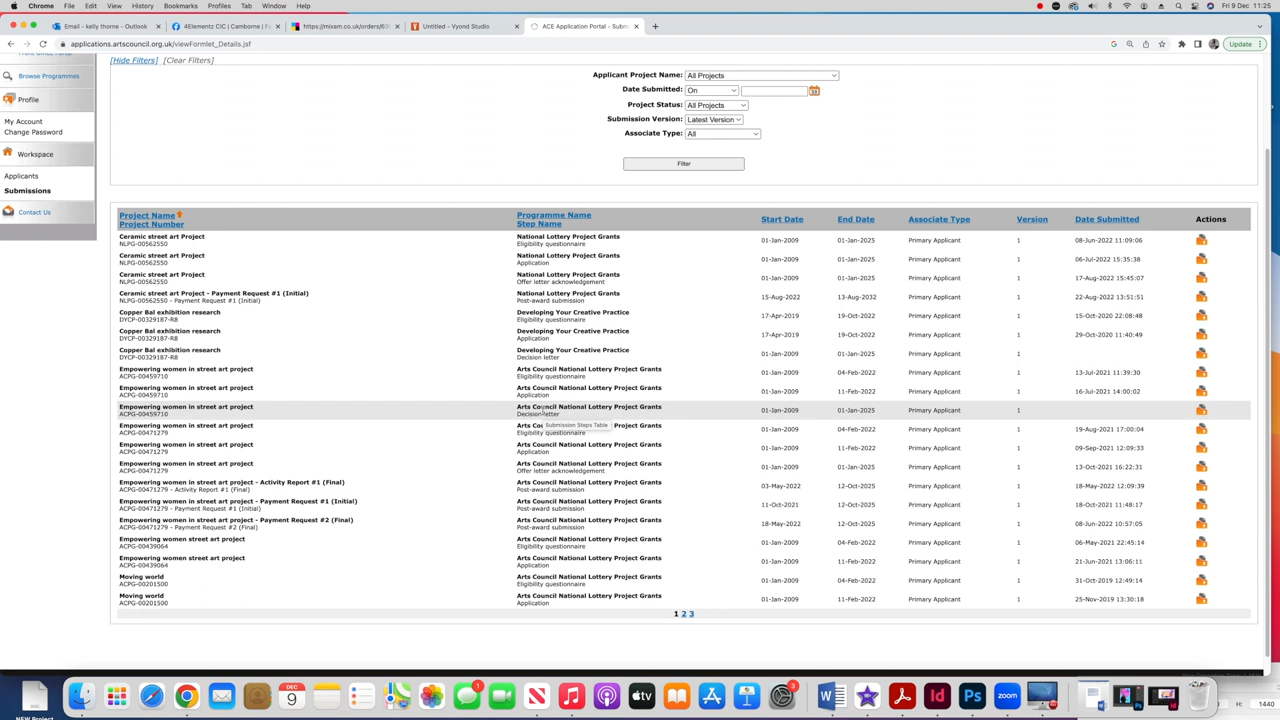 Chrome File Edit View History Bookmarks Profiles Tab Window Help Fri 9 Dec 11:25
Email - kelly thorne - Outlook 4Elementz CIC | Camborne | Fac https://mixam.co.uk/orders/63 Untitled - Vyond Studio ACE Application Portal - Subm
applications.artscouncil.org.uk/viewFormlet_Details.jsf Update
Front Office Portal
[Hide Filters] [Clear Filters]
Browse Programmes
Profile
My Account
Change Password
Workspace
Applicants
Submissions
Contact Us
Applicant Project Name: All Projects
Date Submitted: On
Project Status: All Projects
Submission Version: Latest Version
Associate Type: All
Filter
Project Name Programme Name
Project Number Step Name Start Date End Date Associate Type Version Date Submitted Actions
Ceramic street art Project National Lottery Project Grants
NLPG-00562550 Eligibility questionnaire 01-Jan-2009 01-Jan-2025 Primary Applicant 1 08-Jun-2022 11:09:06
Ceramic street art Project National Lottery Project Grants
NLPG-00562550 Application 01-Jan-2009 01-Jan-2025 Primary Applicant 1 06-Jul-2022 15:35:38
Ceramic street art Project National Lottery Project Grants
NLPG-00562550 Offer letter acknowledgement 01-Jan-2009 01-Jan-2025 Primary Applicant 1 17-Aug-2022 15:45:07
Ceramic street art Project - Payment Request #1 (Initial) National Lottery Project Grants
NLPG-00562550 - Payment Request #1 (Initial) Post-award submission 15-Aug-2022 13-Aug-2032 Primary Applicant 1 22-Aug-2022 13:51:51
Copper Bal exhibition research Developing Your Creative Practice
DYCP-00329187-R8 Eligibility questionnaire 17-Apr-2019 19-Oct-2022 Primary Applicant 1 15-Oct-2020 22:08:48
Copper Bal exhibition research Developing Your Creative Practice
DYCP-00329187-R8 Application 17-Apr-2019 19-Oct-2022 Primary Applicant 1 29-Oct-2020 11:40:49
Copper Bal exhibition research Developing Your Creative Practice
DYCP-00329187-R8 Decision letter 01-Jan-2009 01-Jan-2025 Primary Applicant 1
Empowering women in street art project Arts Council National Lottery Project Grants
ACPG-00459710 Eligibility questionnaire 01-Jan-2009 04-Feb-2022 Primary Applicant 1 13-Jul-2021 11:39:30
Empowering women in street art project Arts Council National Lottery Project Grants
ACPG-00459710 Application 01-Jan-2009 11-Feb-2022 Primary Applicant 1 16-Jul-2021 14:00:02
Empowering women in street art project Arts Council National Lottery Project Grants
ACPG-00459710 Decision letter 01-Jan-2009 01-Jan-2025 Primary Applicant 1
Submission Steps Table
Empowering women in street art project Arts Cou
ACPG-00471279 Eligibility questionnaire 01-Jan-2009 04-Feb-2022 Primary Applicant 1 19-Aug-2021 17:00:04
Empowering women in street art project Arts Council National Lottery Project Grants
ACPG-00471279 Application 01-Jan-2009 11-Feb-2022 Primary Applicant 1 09-Sep-2021 12:09:33
Empowering women in street art project Arts Council National Lottery Project Grants
ACPG-00471279 Offer letter acknowledgement 01-Jan-2009 01-Jan-2025 Primary Applicant 1 13-Oct-2021 16:22:31
Empowering women in street art project - Activity Report #1 (Final) Arts Council National Lottery Project Grants
ACPG-00471279 - Activity Report #1 (Final) Post-award submission 03-May-2022 12-Oct-2025 Primary Applicant 1 18-May-2022 12:09:39
Empowering women in street art project - Payment Request #1 (Initial) Arts Council National Lottery Project Grants
ACPG-00471279 - Payment Request #1 (Initial) Post-award submission 11-Oct-2021 12-Oct-2025 Primary Applicant 1 18-Oct-2021 11:48:17
Empowering women in street art project - Payment Request #2 (Final) Arts Council National Lottery Project Grants
ACPG-00471279 - Payment Request #2 (Final) Post-award submission 18-May-2022 12-Oct-2025 Primary Applicant 1 08-Jun-2022 10:57:05
Empowering women street art project Arts Council National Lottery Project Grants
ACPG-00439064 Eligibility questionnaire 01-Jan-2009 04-Feb-2022 Primary Applicant 1 06-May-2021 22:45:14
Empowering women street art project Arts Council National Lottery Project Grants
ACPG-00439064 Application 01-Jan-2009 11-Feb-2022 Primary Applicant 1 21-Jun-2021 13:06:11
Moving world Arts Council National Lottery Project Grants
ACPG-00201500 Eligibility questionnaire 01-Jan-2009 04-Feb-2022 Primary Applicant 1 31-Oct-2019 12:49:14
Moving world Arts Council National Lottery Project Grants
ACPG-00201500 Application 01-Jan-2009 11-Feb-2022 Primary Applicant 1 25-Nov-2019 13:30:18
1 2 3
DEC
9
1
tv
3
W
Id
Ps
zoom
DOC
NEW Project
H: 1440